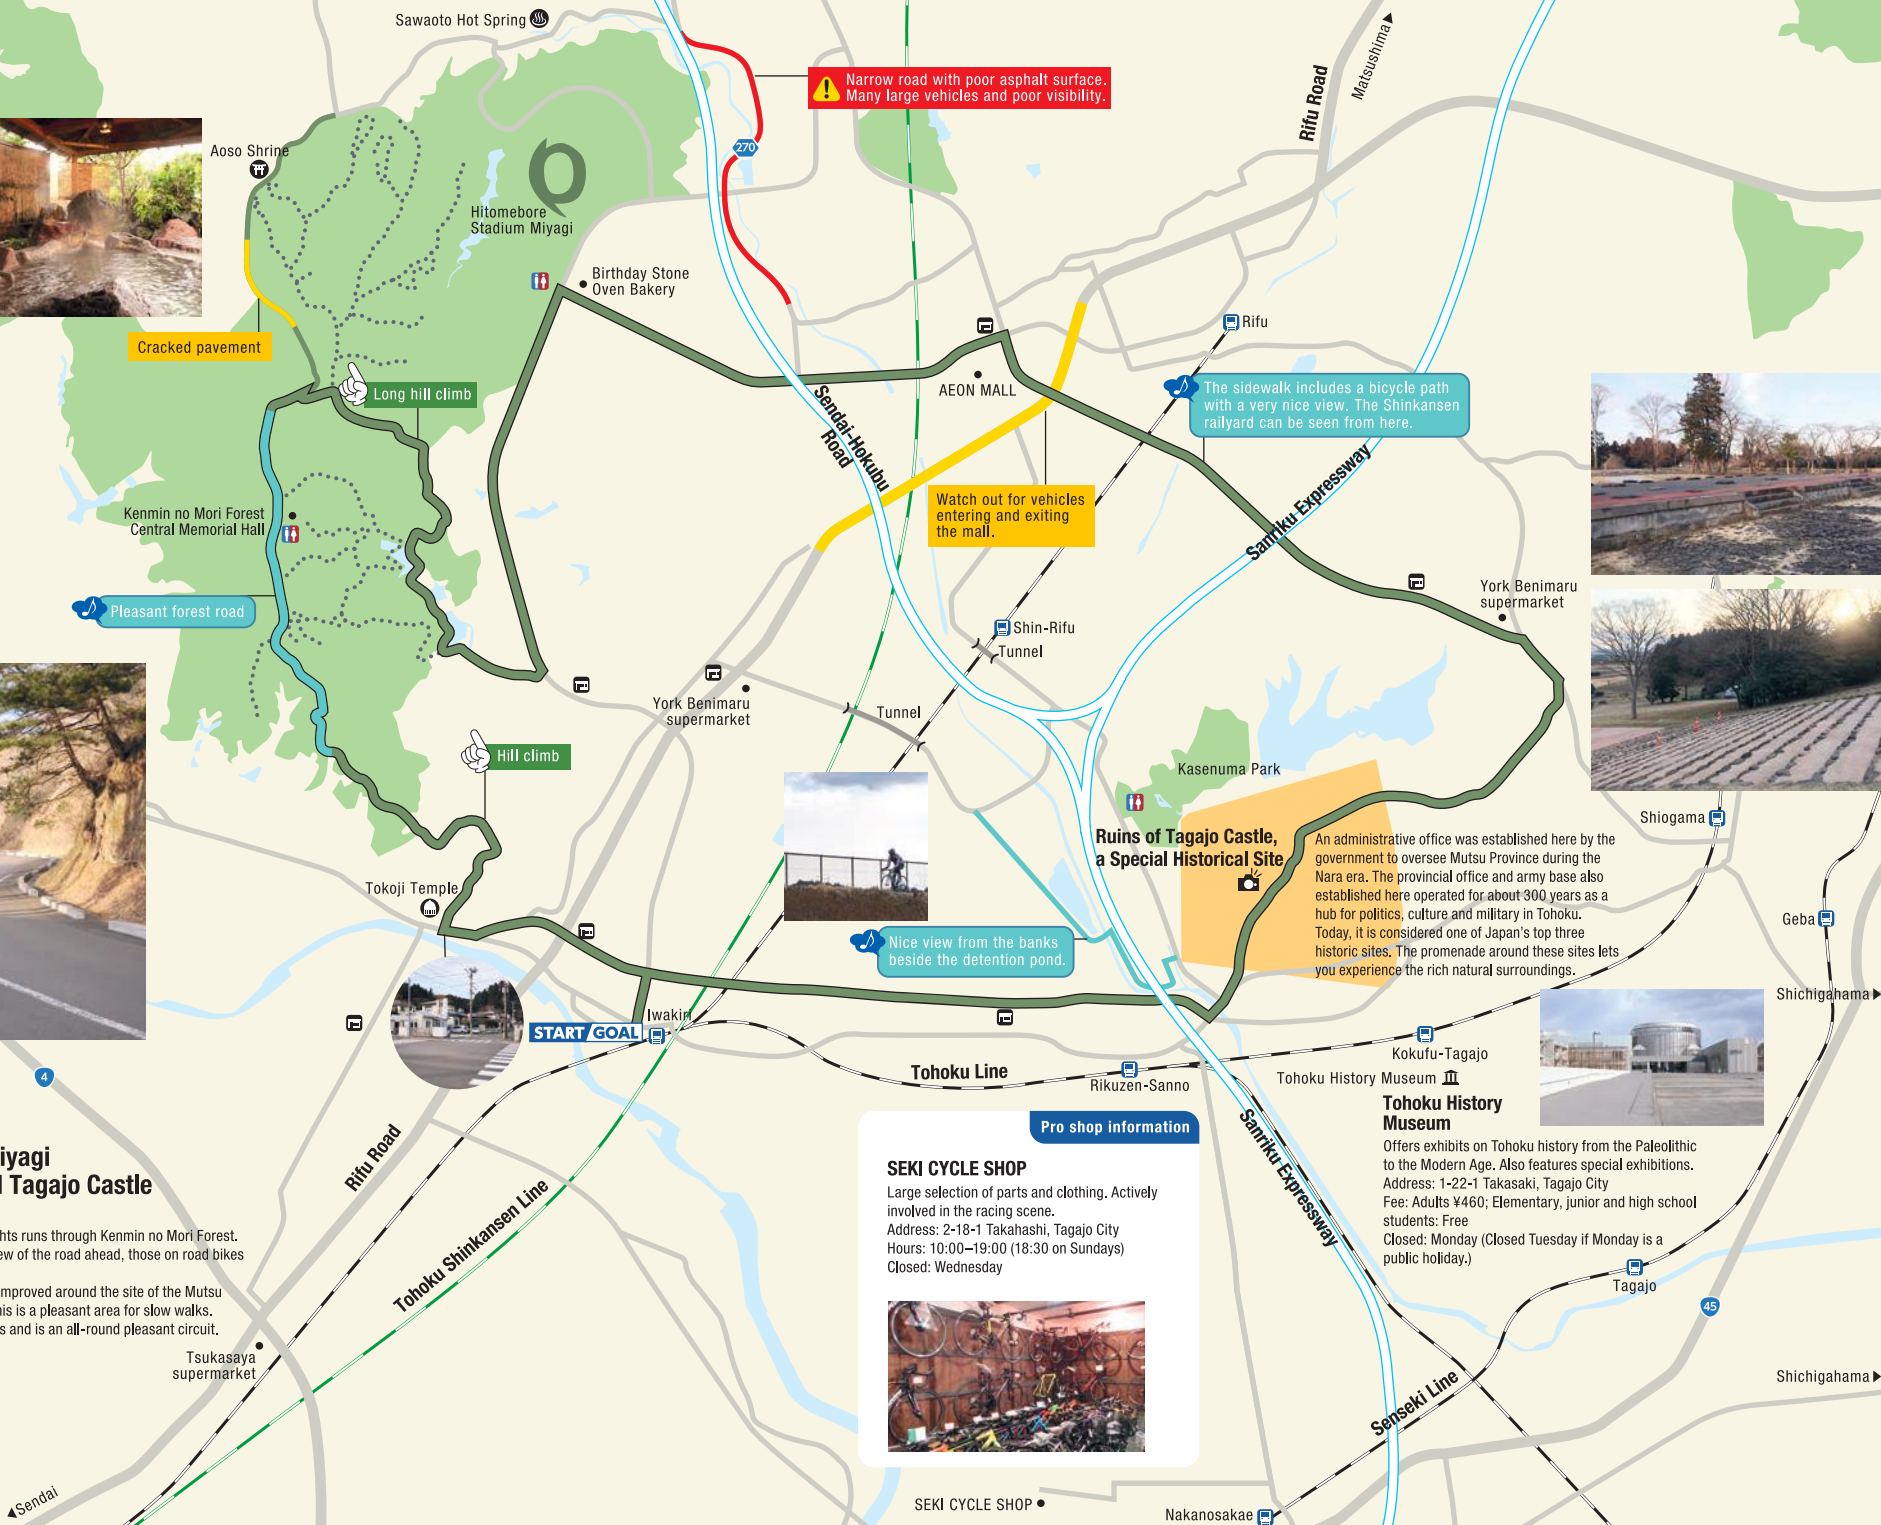 Sawaoto Hot Spring
Matsushima
Rifu Road
Narrow road with poor asphalt surface.
Many large vehicles and poor visibility.
270
Aoso Shrine
Hitomebore
Stadium Miyagi
Birthday Stone
Oven Bakery
Cracked pavement
Rifu
Long hill climb
AEON MALL
The sidewalk includes a bicycle path
with a very nice view. The Shinkansen
railyard can be seen from here.
Sendai-Hokubu
Road
Sanriku Expressway
Watch out for vehicles
entering and exiting
the mall.
Kenmin no Mori Forest
Central Memorial Hall
York Benimaru
supermarket
Pleasant forest road
Shin-Rifu
Tunnel
York Benimaru
supermarket
Tunnel
Hill climb
Kasenuma Park
Shiogama
Ruins of Tagajo Castle,
a Special Historical Site
An administrative office was established here by the
government to oversee Mutsu Province during the
Nara era. The provincial office and army base also
established here operated for about 300 years as a
hub for politics, culture and military in Tohoku.
Today, it is considered one of Japan's top three
historic sites. The promenade around these sites lets
you experience the rich natural surroundings.
Tokoji Temple
Geba
Nice view from the banks
beside the detention pond.
Shichigahama
Iwakiri
START/GOAL
Kokufu-Tagajo
Tohoku Line
Rikuzen-Sanno
Tohoku History Museum
4
Tohoku History
Museum
Offers exhibits on Tohoku history from the Paleolithic
to the Modern Age. Also features special exhibitions.
Address: 1-22-1 Takasaki, Tagajo City
Fee: Adults ¥460; Elementary, junior and high school
students: Free
Closed: Monday (Closed Tuesday if Monday is a
public holiday.)
Pro shop information
SEKI CYCLE SHOP
Large selection of parts and clothing. Actively
involved in the racing scene.
Address: 2-18-1 Takahashi, Tagajo City
Hours: 10:00–19:00 (18:30 on Sundays)
Closed: Wednesday
Rifu Road
Sanriku Expressway
Tohoku Shinkansen Line
iyagi
l Tagajo Castle
hts runs through Kenmin no Mori Forest.
ew of the road ahead, those on road bikes
mproved around the site of the Mutsu
his is a pleasant area for slow walks.
s and is an all-round pleasant circuit.
Tagajo
45
Tsukasaya
supermarket
Shichigahama
Senseki Line
Sendai
SEKI CYCLE SHOP
Nakanosakae